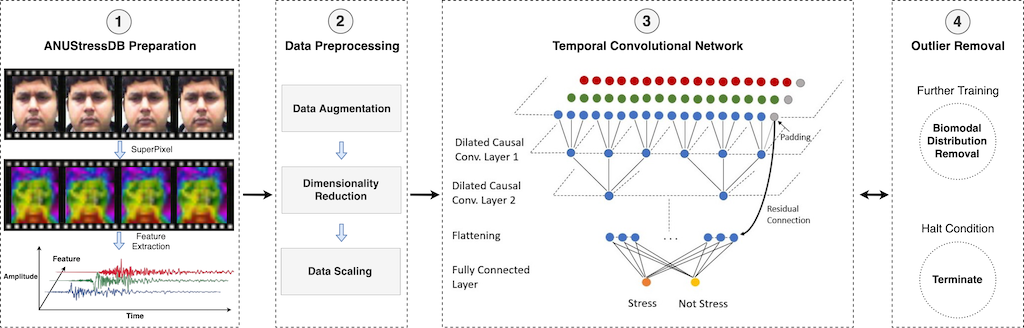 1
ANUStressDB Preparation
SuperPixel
Feature
Extraction
Amplitude
Feature
Time
2
Data Preprocessing
Data Augmentation
Dimensionality
Reduction
Data Scaling
3
Temporal Convolutional Network
Padding
Dilated Causal
Conv. Layer 1
Dilated Causal
Conv. Layer 2
Residual
Connection
Flattening
...
Fully Connected
Layer
Stress
Not Stress
4
Outlier Removal
Further Training
Biomodal
Distribution
Removal
Halt Condition
Terminate